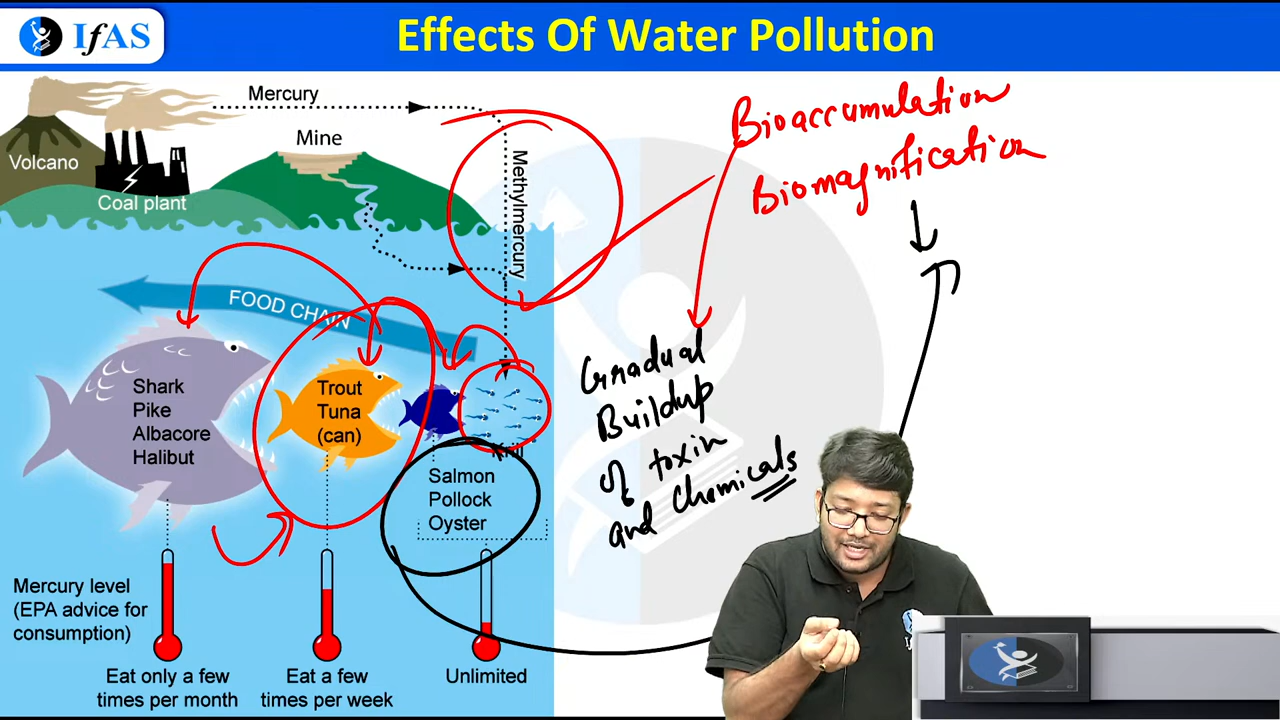 IfAS
Effects Of Water Pollution
Mercury
Mine
Volcano
Coal plant
Methylmercury
FOOD CHAIN
Shark
Pike
Albacore
Halibut
Trout
Tuna
(can)
Salmon
Pollock
Oyster
Mercury level
(EPA advice for
consumption)
Eat only a few
times per month
Eat a few
times per week
Unlimited
Bioaccumulation
Biomagnification
Gradual
Buildup
of toxin
and chemicals